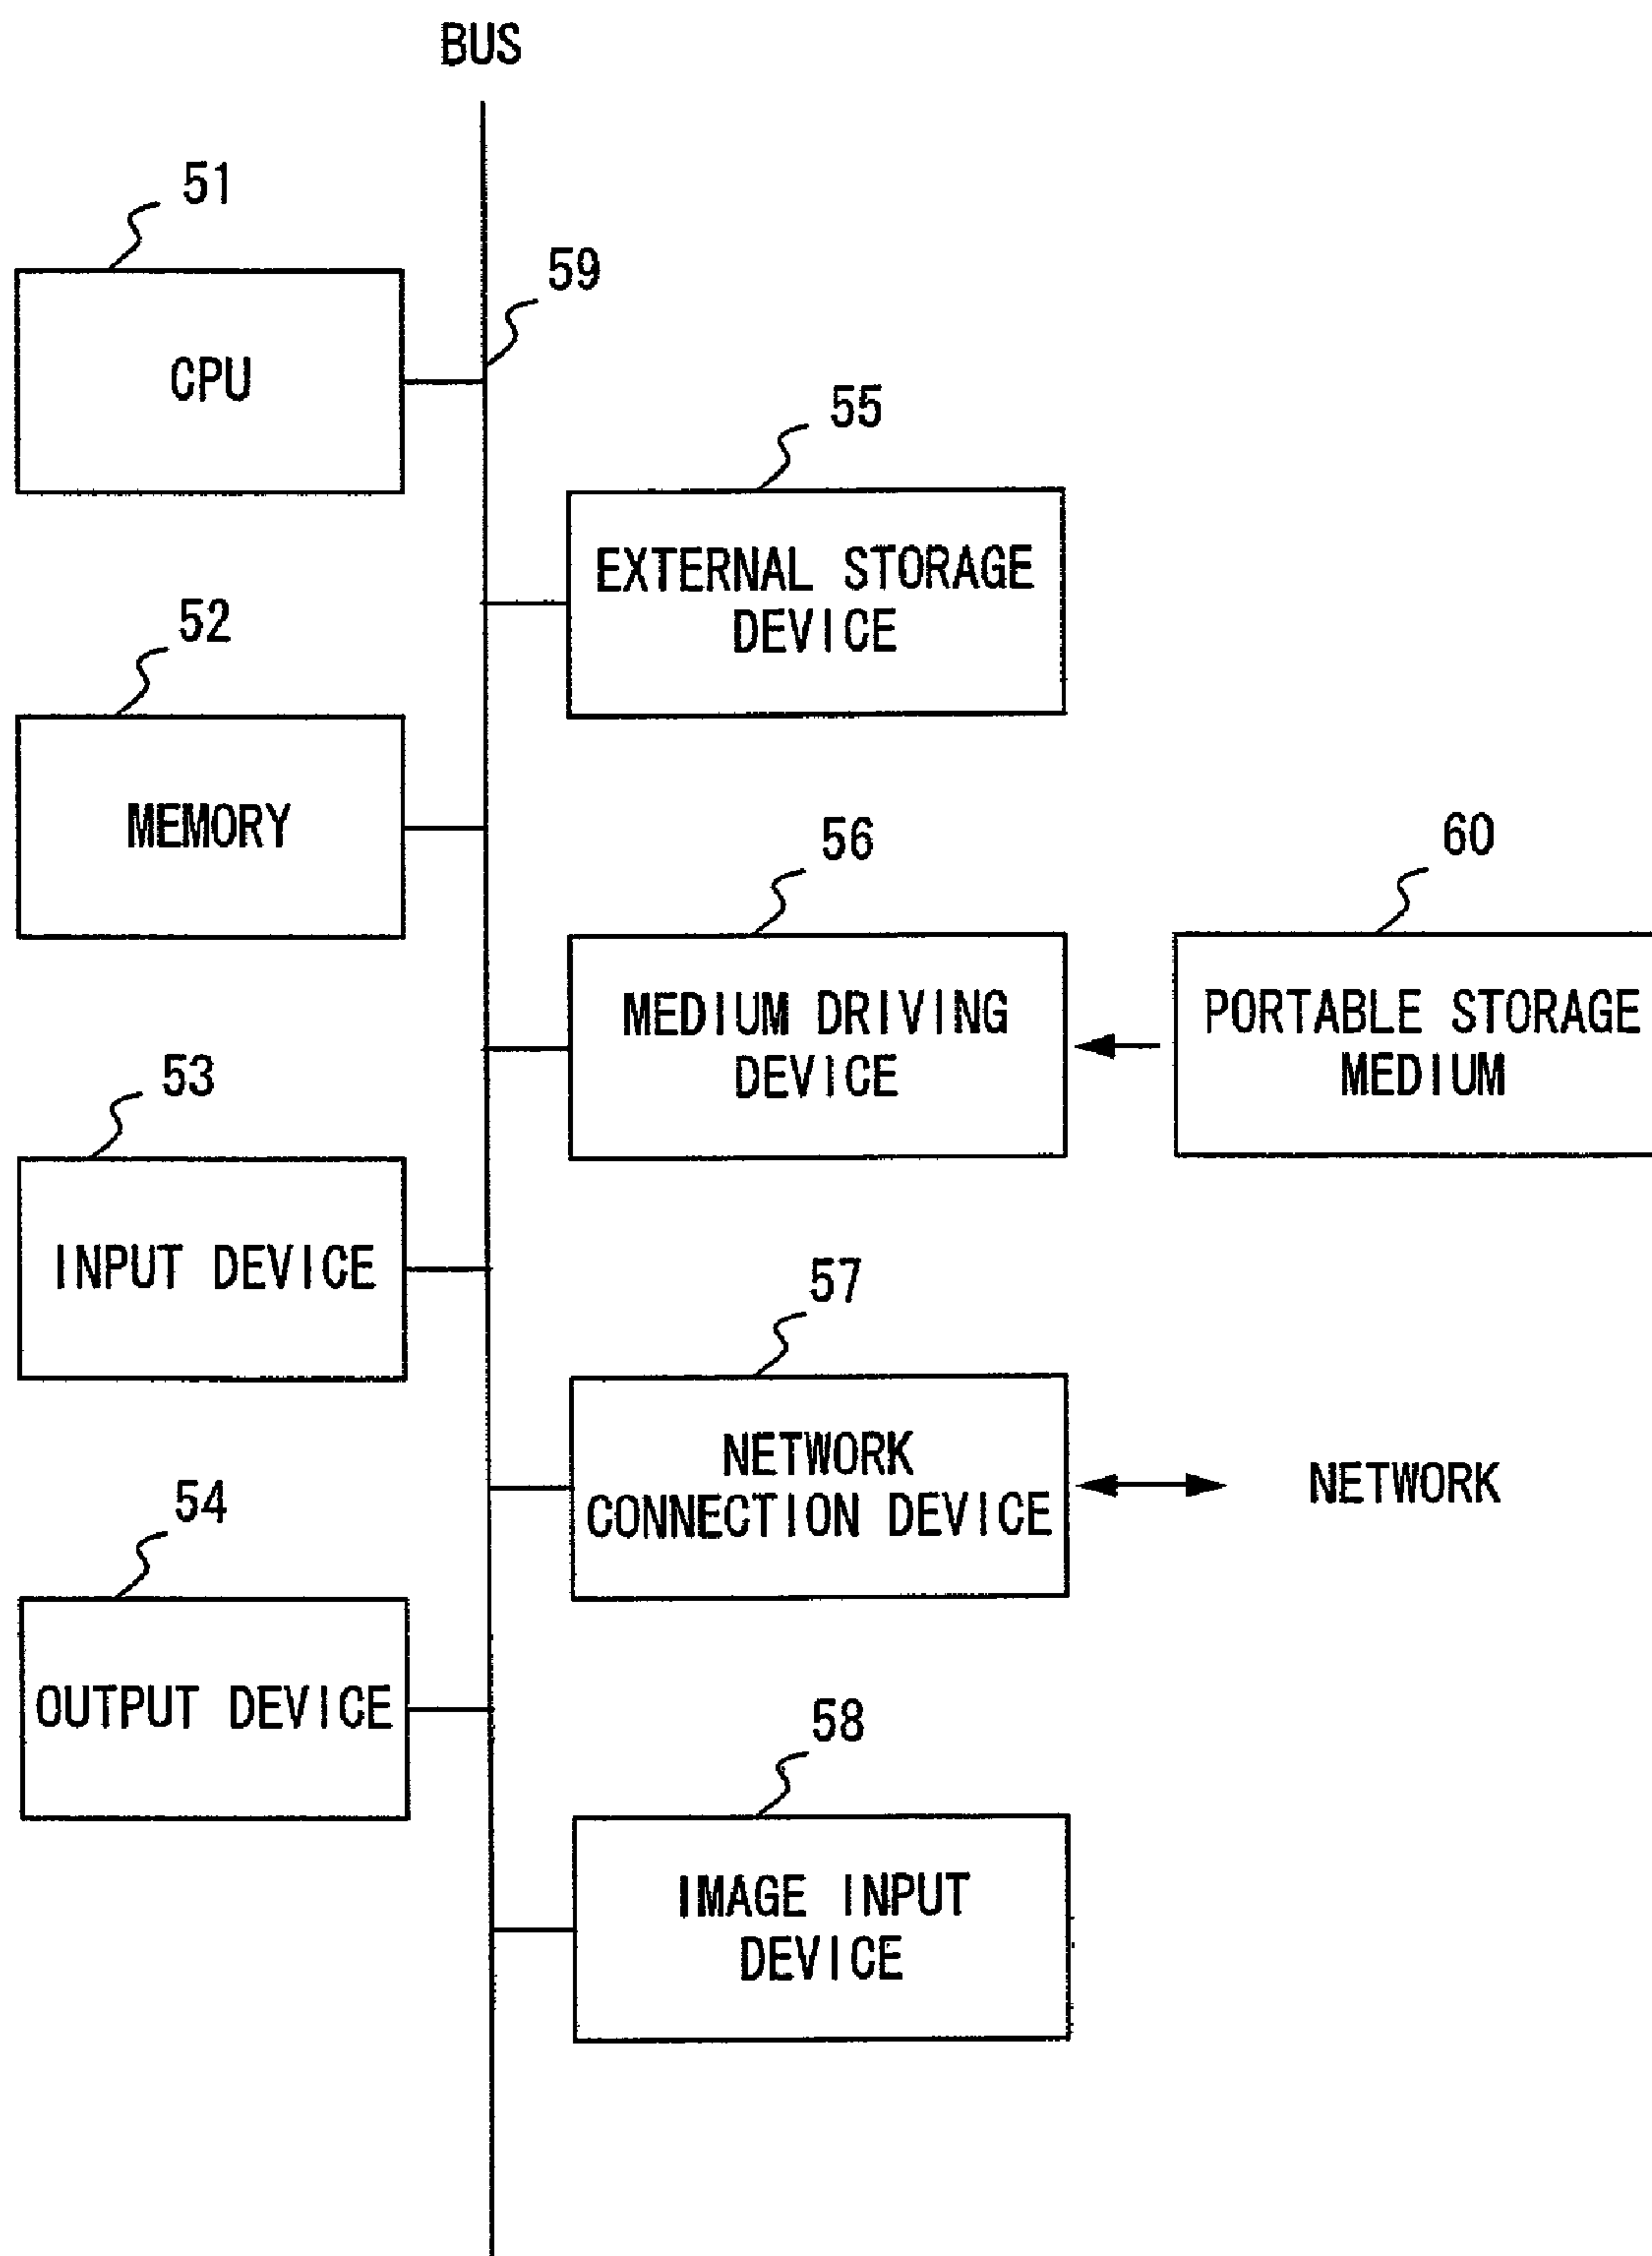 BUS
51
CPU
59
55
EXTERNAL STORAGE
DEVICE
52
MEMORY
56
MEDIUM DRIVING
DEVICE
60
PORTABLE STORAGE
MEDIUM
53
INPUT DEVICE
57
NETWORK
CONNECTION DEVICE
NETWORK
54
OUTPUT DEVICE
58
IMAGE INPUT
DEVICE